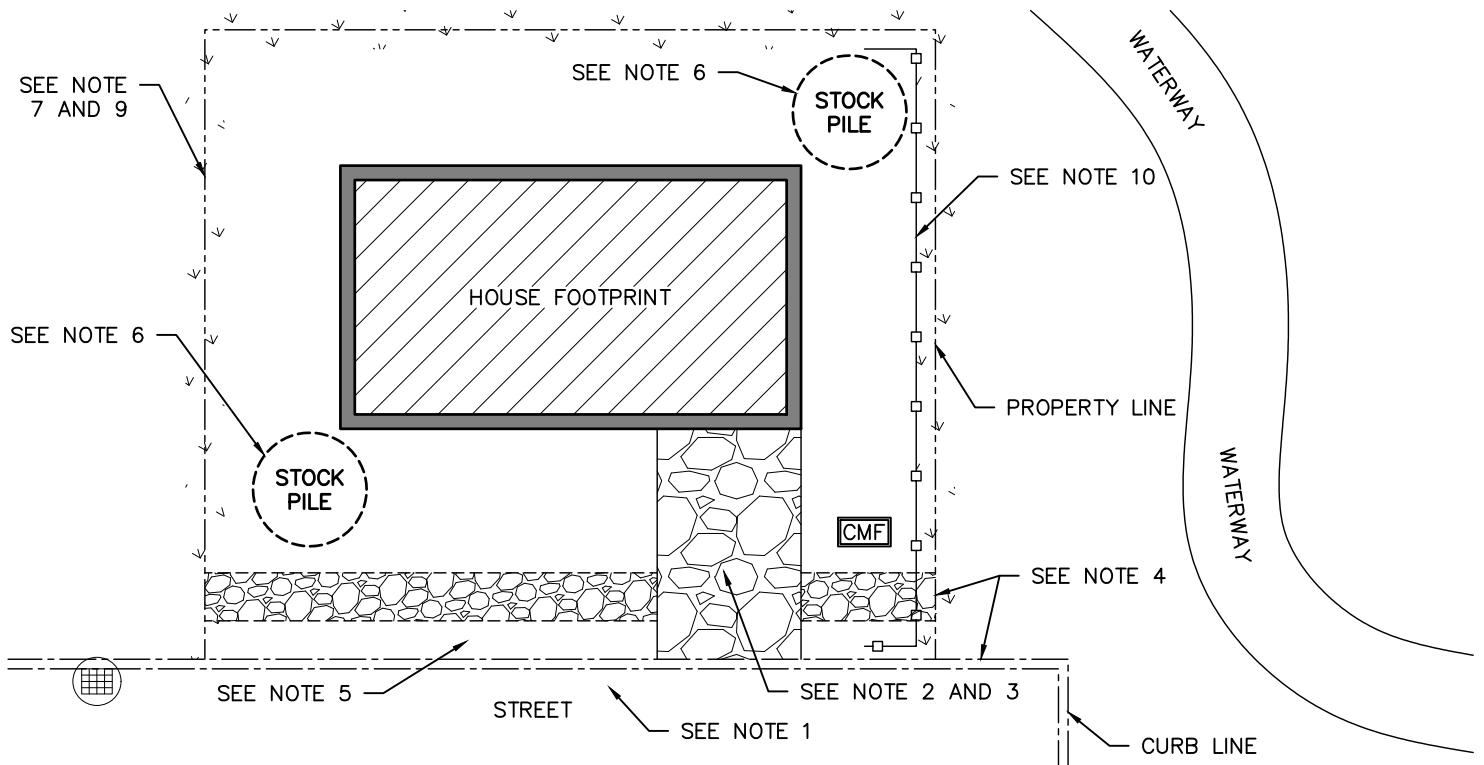 WATERWAY
SEE NOTE 6
STOCK
PILE
SEE NOTE
7 AND 9
SEE NOTE 10
HOUSE FOOTPRINT
SEE NOTE 6
PROPERTY LINE
STOCK
PILE
WATERWAY
CMF
SEE NOTE 4
SEE NOTE 5
SEE NOTE 2 AND 3
STREET
SEE NOTE 1
CURB LINE